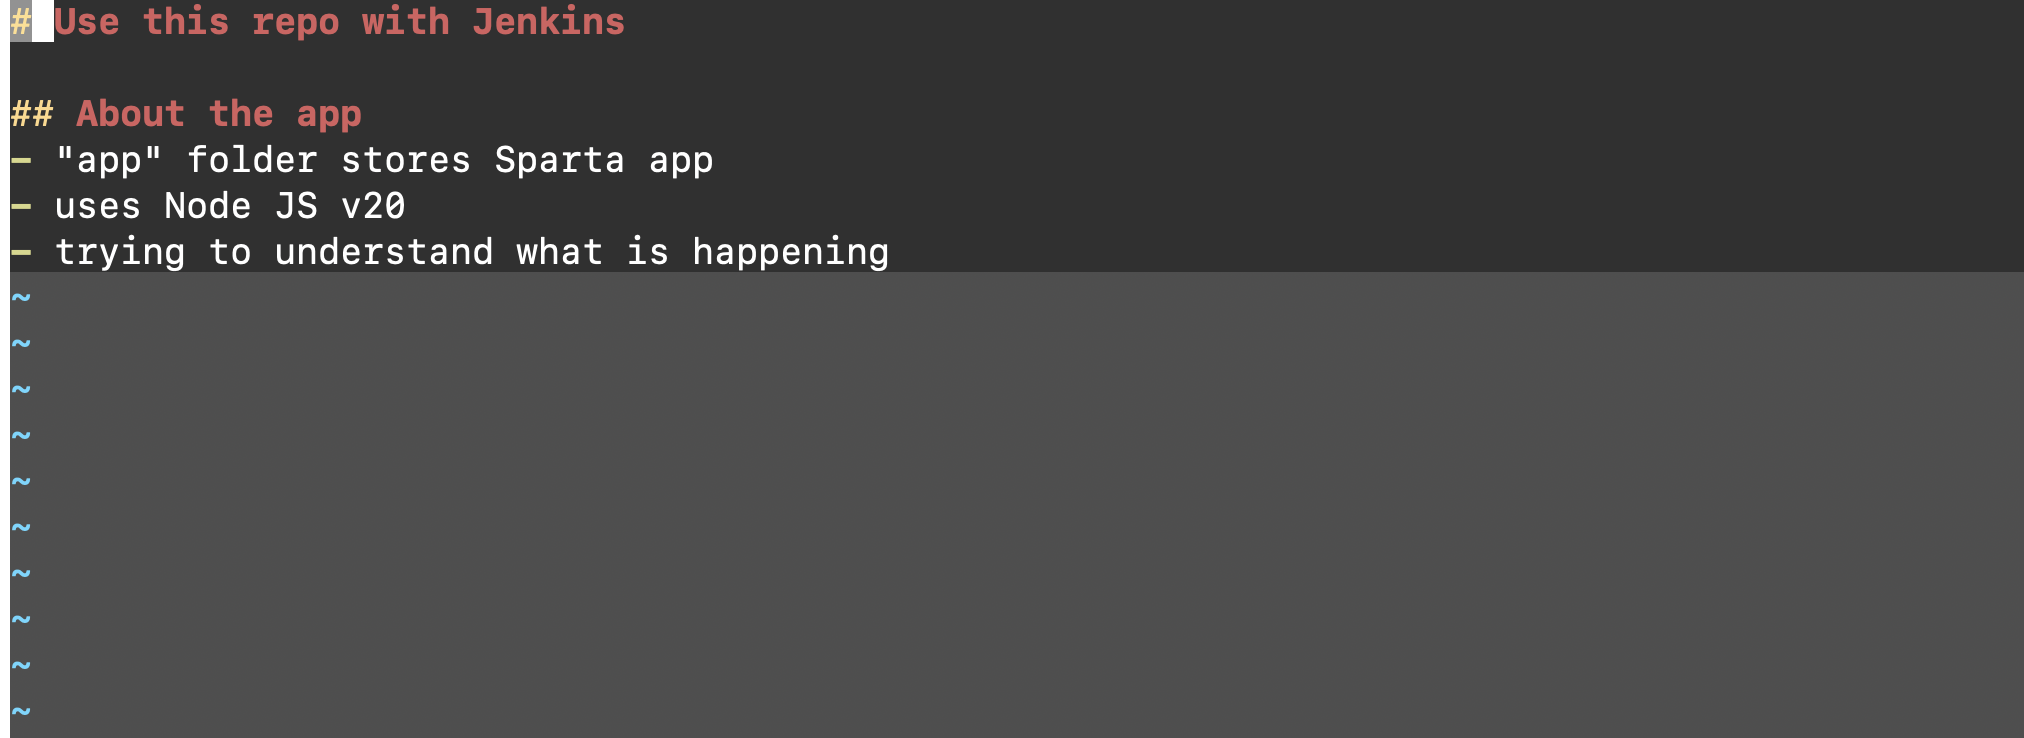 # Use this repo with Jenkins
## About the app
- "app" folder stores Sparta app
- uses Node JS v20
- trying to understand what is happening
~
~
~
~
~
~
~
~
~
~